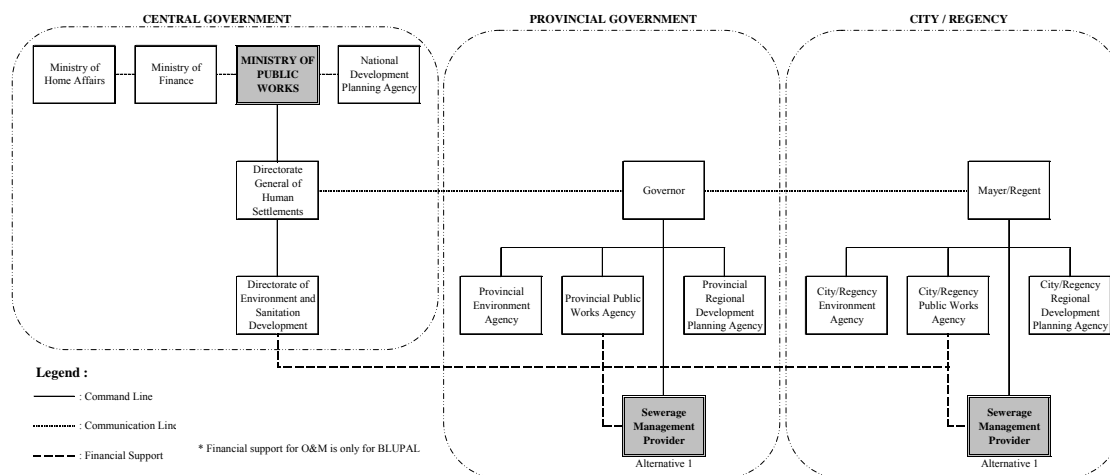 CENTRAL GOVERNMENT
PROVINCIAL GOVERNMENT
CITY / REGENCY
Ministry of
Home Affairs
Ministry of
Finance
MINISTRY OF
PUBLIC
WORKS
National
Development
Planning Agency
Directorate
General of
Human
Settlements
Governor
Mayer/Regent
Directorate of
Environment and
Sanitation
Development
Provincial
Environment
Agency
Provincial Public
Works Agency
Provincial
Regional
Development
Planning Agency
City/Regency
Environment
Agency
City/Regency
Public Works
Agency
City/Regency
Regional
Development
Planning Agency
Legend :
: Command Line
: Communication Line
: Financial Support
* Financial support for O&M is only for BLUPAL
Sewerage
Management
Provider
Alternative 1
Sewerage
Management
Provider
Alternative 1